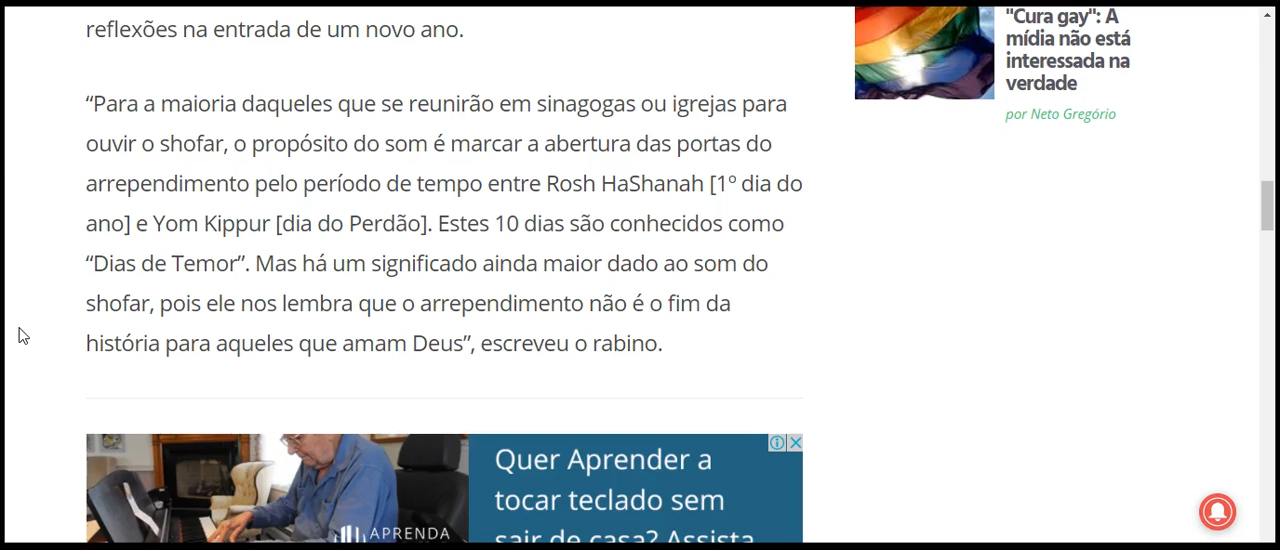 reflexões na entrada de um novo ano.
“Para a maioria daqueles que se reunirão em sinagogas ou igrejas para
ouvir o shofar, o propósito do som é marcar a abertura das portas do
arrependimento pelo período de tempo entre Rosh HaShanah [1º dia do
ano] e Yom Kippur [dia do Perdão]. Estes 10 dias são conhecidos como
“Dias de Temor”. Mas há um significado ainda maior dado ao som do
shofar, pois ele nos lembra que o arrependimento não é o fim da
história para aqueles que amam Deus”, escreveu o rabino.
"Cura gay": A
mídia não está
interessada na
verdade
por Neto Gregório
APRENDA
Quer Aprender a
tocar teclado sem
sair de casa? Assista